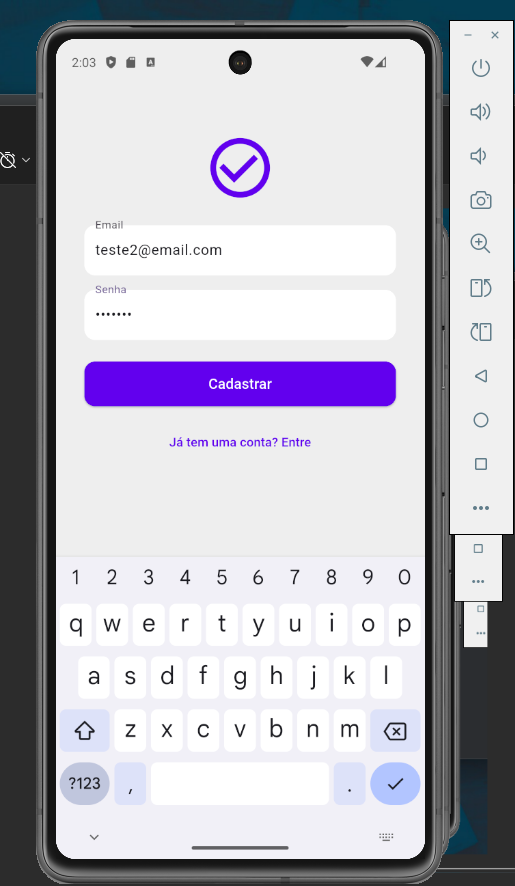 2:03
Email
teste2@email.com
Senha
•••••••
Cadastrar
Já tem uma conta? Entre
1 2 3 4 5 6 7 8 9 0
q w e r t y u i o p
a s d f g h j k l
z x c v b n m
?123 , .